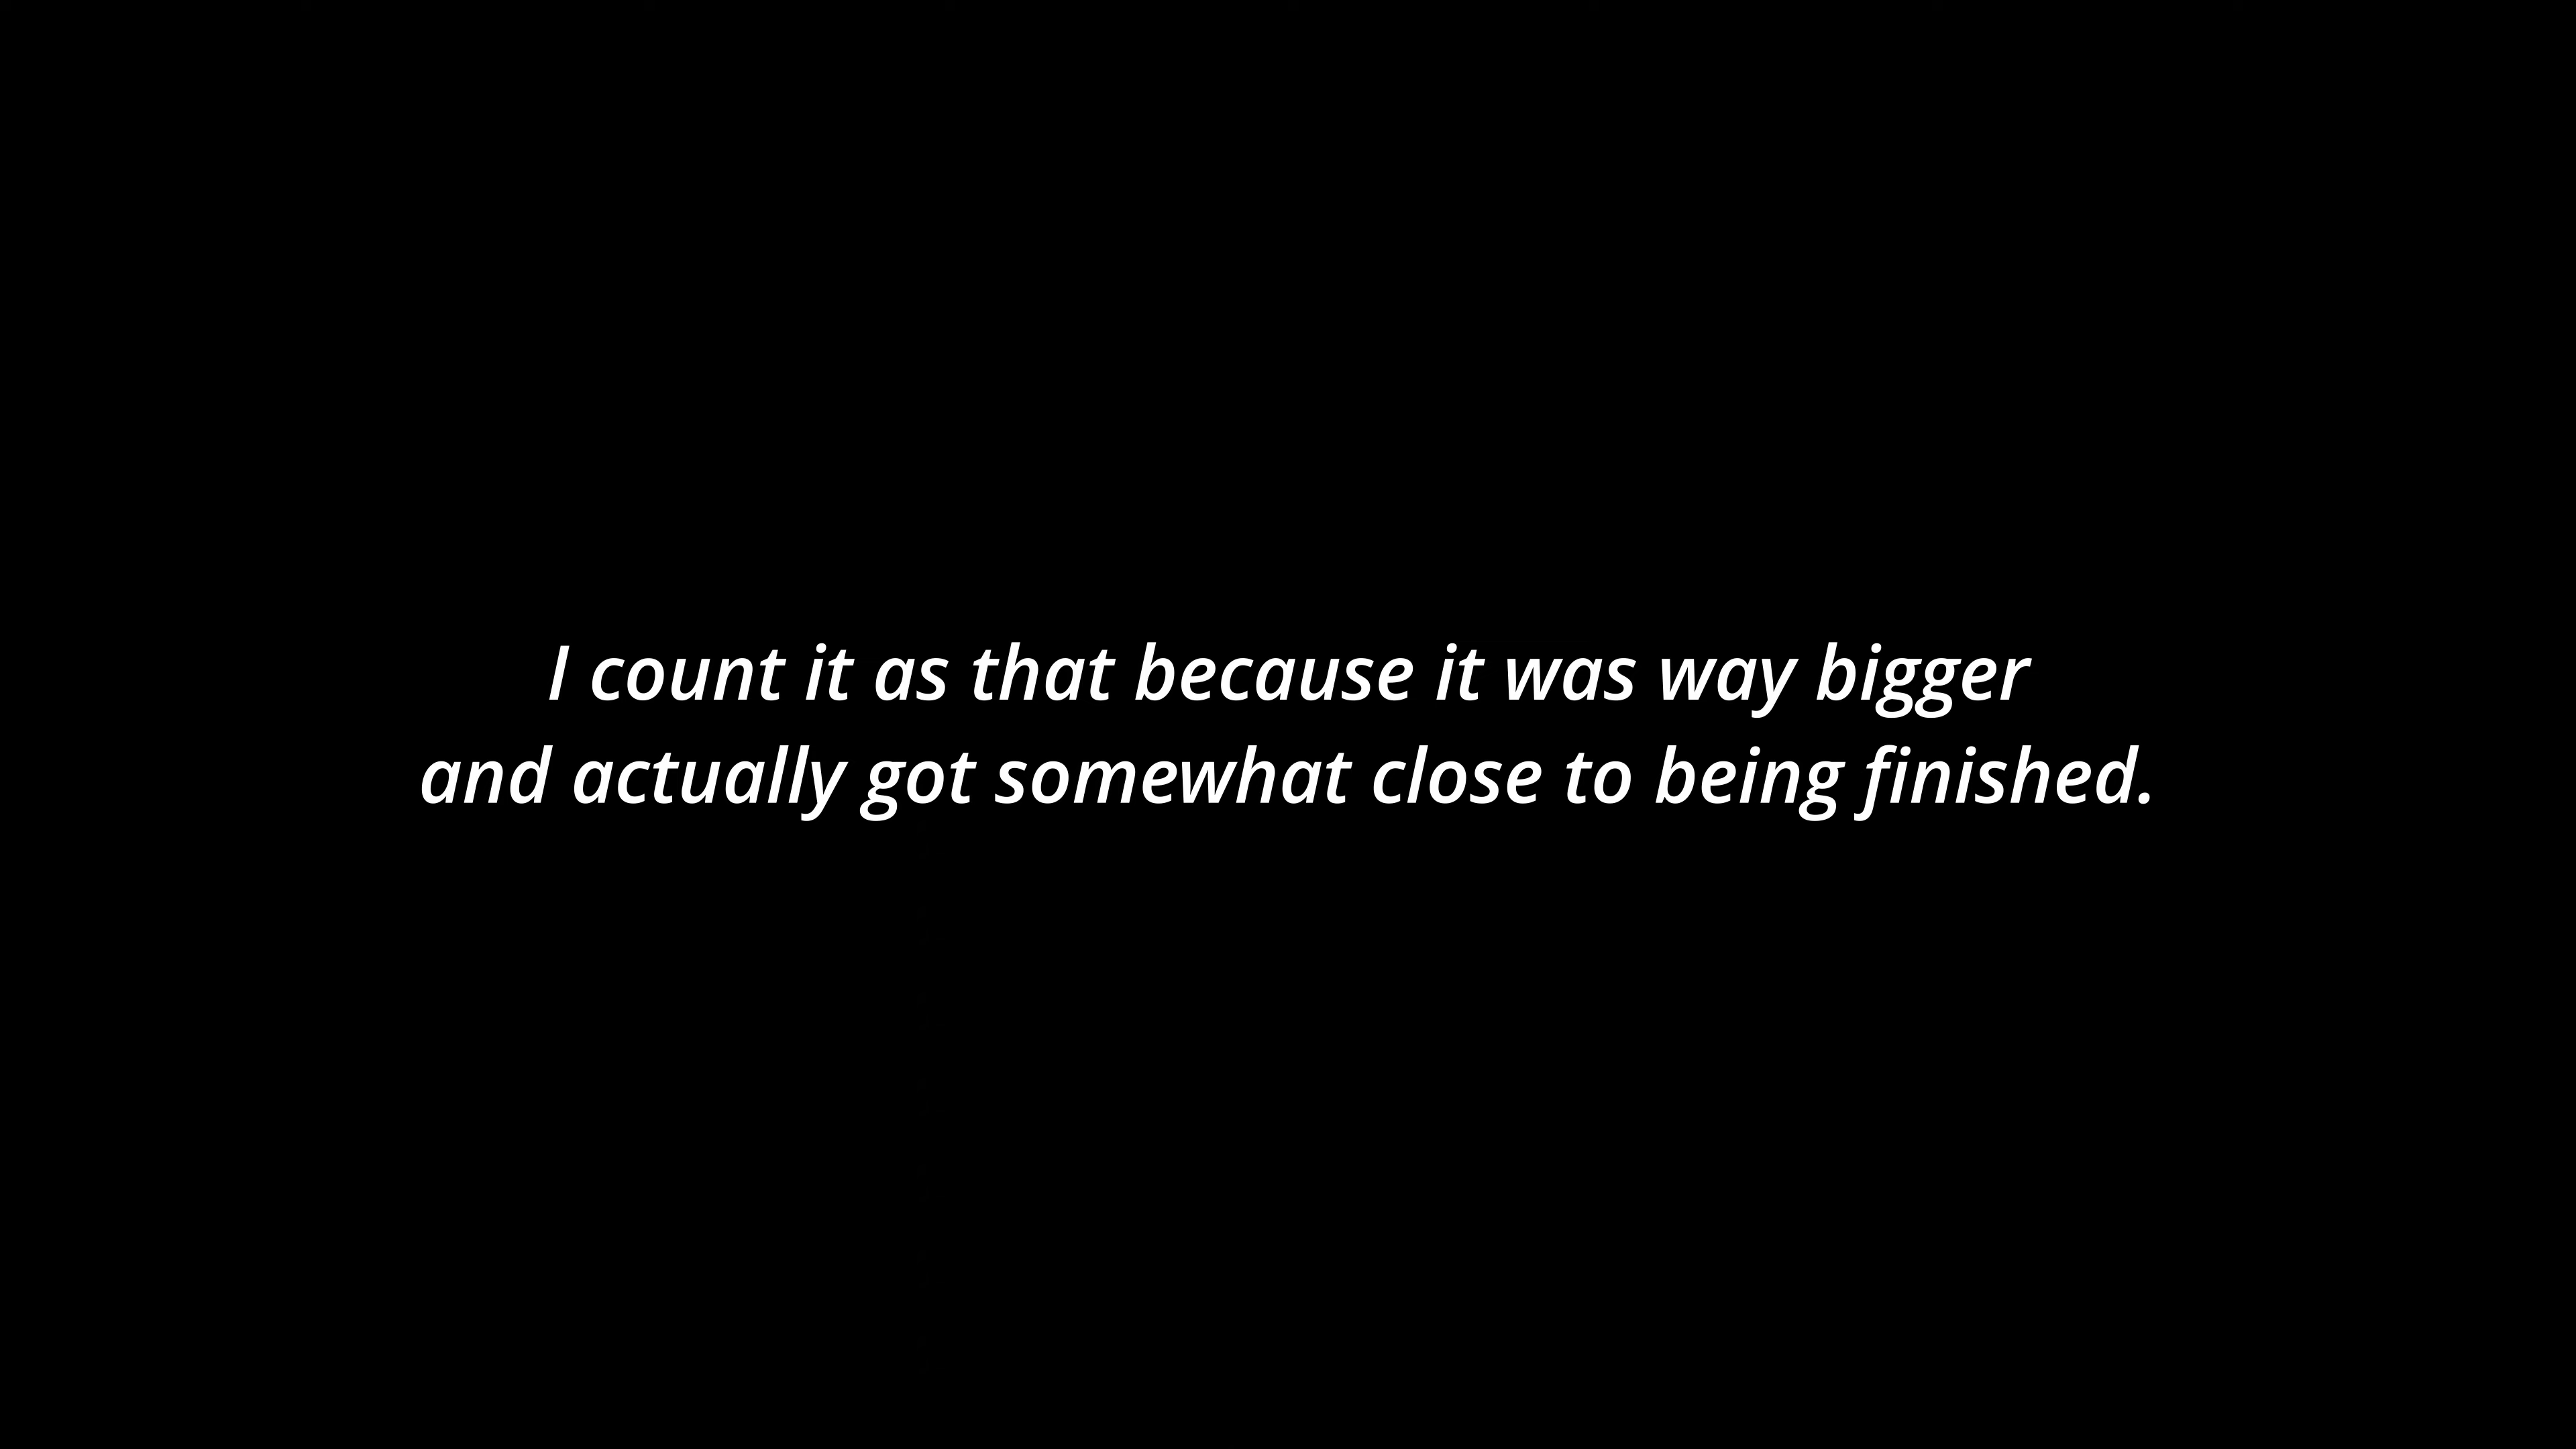 I count it as that because it was way bigger
and actually got somewhat close to being finished.